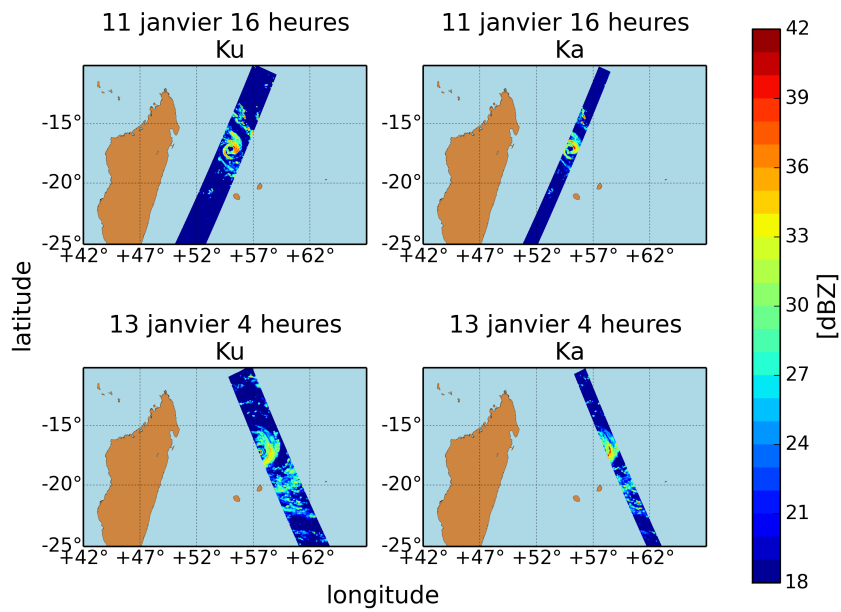 11 janvier 16 heures
Ku
11 janvier 16 heures
Ka
-15°
-20°
-25°
+42° +47° +52° +57° +62°
-15°
-20°
-25°
+42° +47° +52° +57° +62°
13 janvier 4 heures
Ku
13 janvier 4 heures
Ka
-15°
-20°
-25°
+42° +47° +52° +57° +62°
-15°
-20°
-25°
+42° +47° +52° +57° +62°
latitude
longitude
42
39
36
33
30
27
24
21
18
[dBZ]